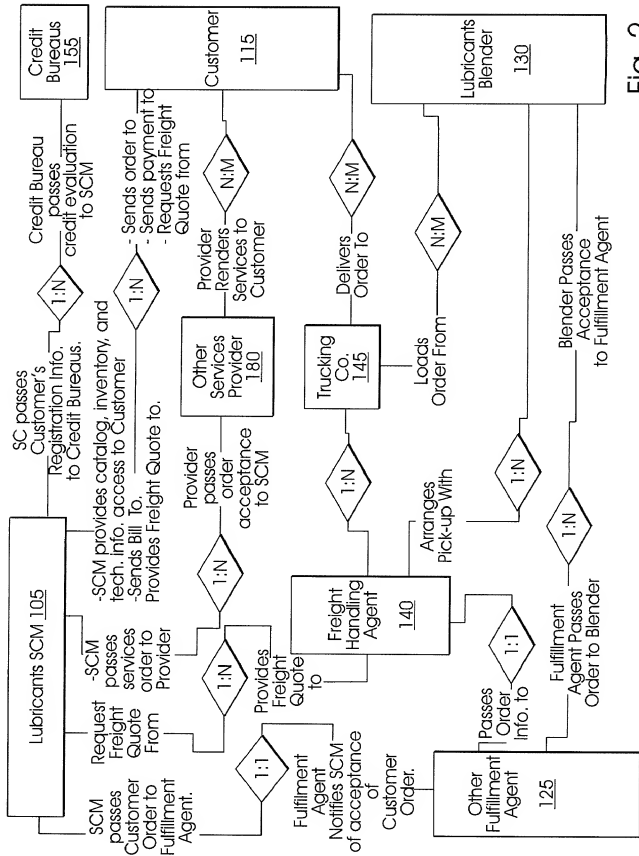 Credit
Bureaus
155
Customer
115
Lubricants
Blender
130
Credit Bureau
passes
credit evaluation
to SCM
- Sends order to
- Sends payment to
- Requests Freight
Quote from
N:M
Provider
Renders
Services to
Customer
N:M
Delivers
Order To
N:M
Loads
Order From
1:N
1:N
SC passes
Customer's
Registration Info.
to Credit Bureaus.
-SCM provides catalog, inventory, and
tech. info. access to Customer
-Sends Bill To.
Provides Freight Quote to.
Other
Services
Provider
180
Trucking
Co.
145
Blender Passes
Acceptance
to Fulfillment Agent
Provider
passes
order
acceptance
to SCM
1:N
1:N
1:N
Arranges
Pick-up With
1:N
Lubricants SCM 105
-SCM
passes
services
order to
Provider
1:N
Provides
Freight
Quote
to
Freight
Handling
Agent
140
1:1
Fulfillment
Agent Passes
Order to Blender
Request
Freight
Quote
From
SCM
passes
Customer
Order to
Fulfillment
Agent.
1:1
Fulfilment
Agent
Notifies SCM
of acceptance
of
Customer
Order.
Passes
Order
Info. to
Other
Fulfillment
Agent
125
Fig. 2